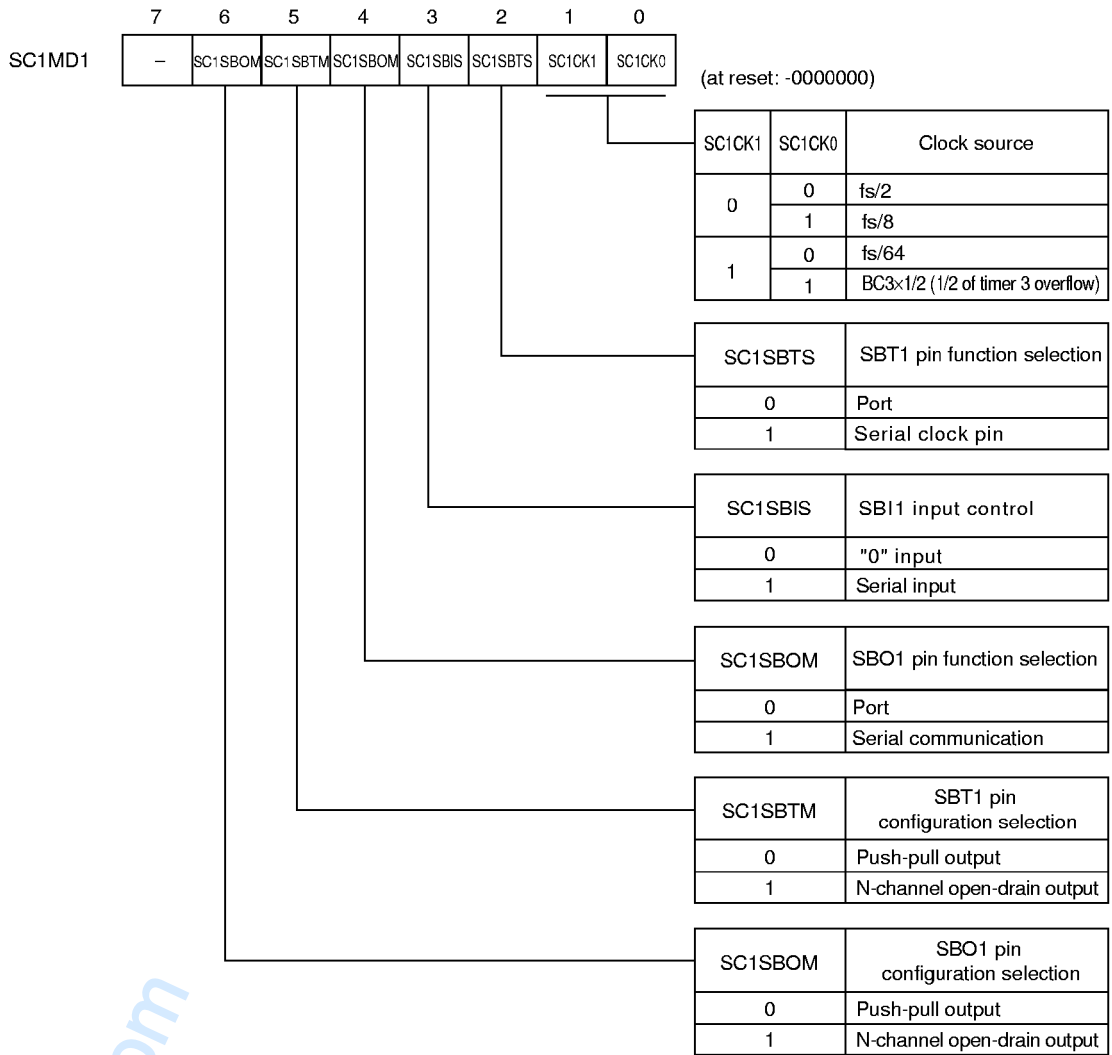 7 6 5 4 3 2 1 0
SC1MD1 – SC1SBOM SC1SBTM SC1SBOM SC1SBIS SC1SBTS SC1CK1 SC1CK0
(at reset: -0000000)
SC1CK1 SC1CK0 Clock source
0 0 fs/2
1 fs/8
1 0 fs/64
1 BC3×1/2 (1/2 of timer 3 overflow)
SC1SBTS SBT1 pin function selection
0 Port
1 Serial clock pin
SC1SBIS SBI1 input control
0 "0" input
1 Serial input
SC1SBOM SBO1 pin function selection
0 Port
1 Serial communication
SC1SBTM SBT1 pin
configuration selection
0 Push-pull output
1 N-channel open-drain output
SC1SBOM SBO1 pin
configuration selection
0 Push-pull output
1 N-channel open-drain output
om